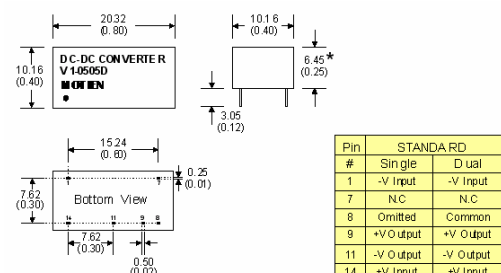 20.32
(0.80)
10.16
(0.40)
DC-DC CONVERTER
V1-0505D
MOTIEN
10.16
(0.40)
6.45*
(0.25)
3.05
(0.12)
15.24
(0.60)
0.25
(0.01)
7.62
(0.30)
Bottom View
14 11 9 8
7.62
(0.30)
0.50
(0.02)
Pin STANDARD
# Single Dual
1 -V Input -V Input
7 N.C N.C
8 Omitted Common
9 +V Output +V Output
11 -V Output -V Output
14 +V Input +V Input